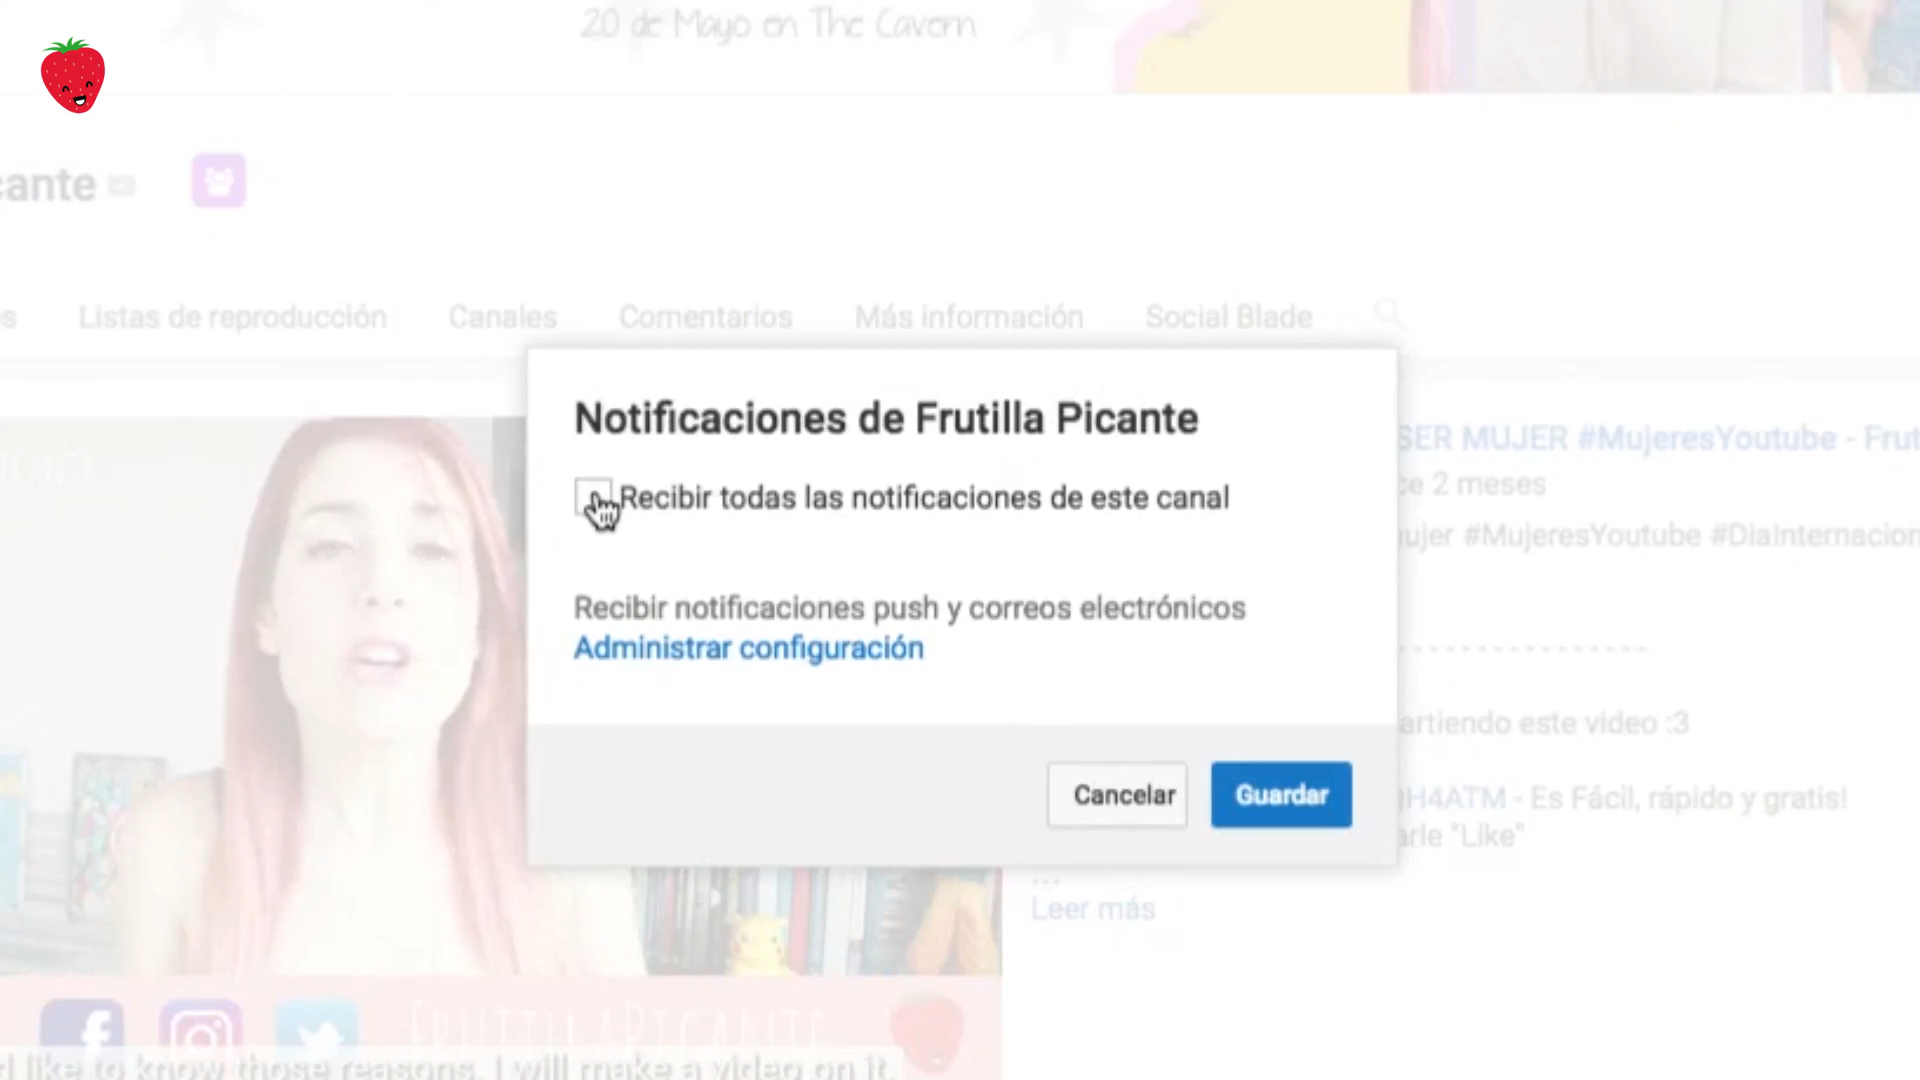 20 de Mayo en The Cavern
cante
Listas de reproducción Canales Comentarios Más información Social Blade
Notificaciones de Frutilla Picante
Recibir todas las notificaciones de este canal
Recibir notificaciones push y correos electrónicos
Administrar configuración
Cancelar Guardar
SER MUJER #MujeresYoutube - Frut
ce 2 meses
ujer #MujeresYoutube #DiaInternacion
artiendo este video :3
H4ATM - Es Fácil, rápido y gratis!
arle "Like"
...
Leer más
FRUTILLAPICANTE
d like to know those reasons. I will make a video on it.